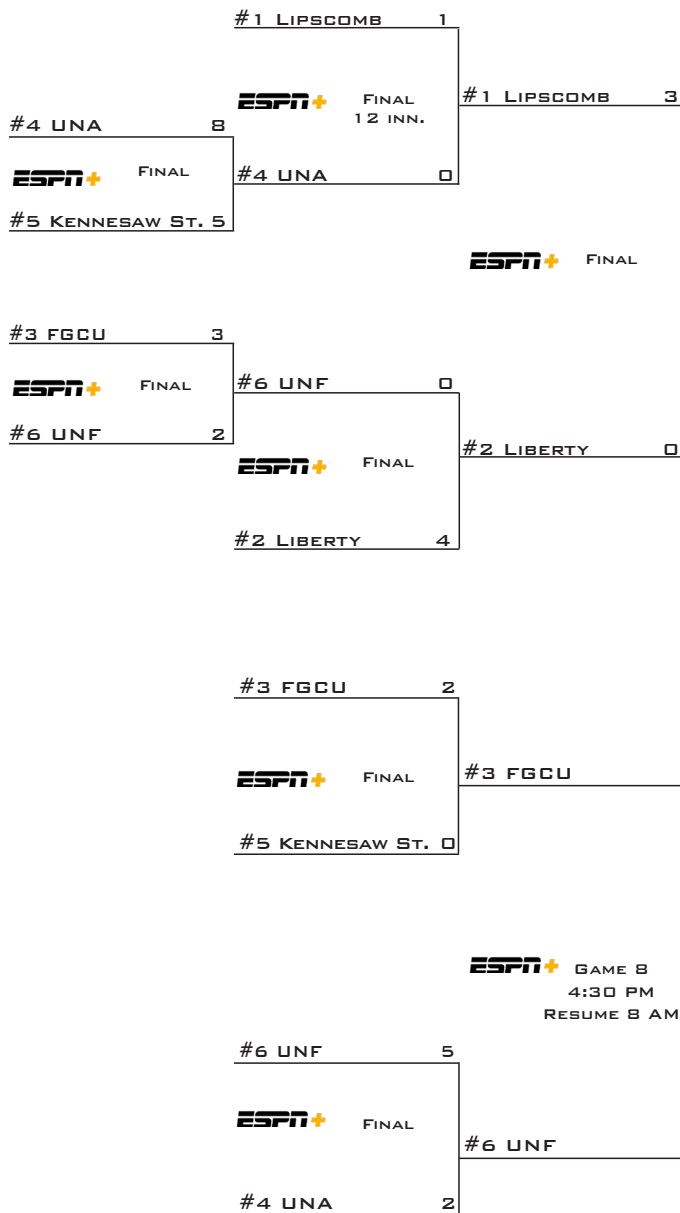 #1 Lipscomb 1
ESPN+ Final
12 inn.
#1 Lipscomb 3
#4 UNA 8
ESPN+ Final
#4 UNA 0
#5 Kennesaw St. 5
ESPN+ Final
#3 FGCU 3
ESPN+ Final
#6 UNF 0
#6 UNF 2
#2 Liberty 0
ESPN+ Final
#2 Liberty 4
#3 FGCU 2
ESPN+ Final
#3 FGCU
#5 Kennesaw St. 0
ESPN+ Game 8
4:30 PM
Resume 8 AM
#6 UNF 5
ESPN+ Final
#6 UNF
#4 UNA 2